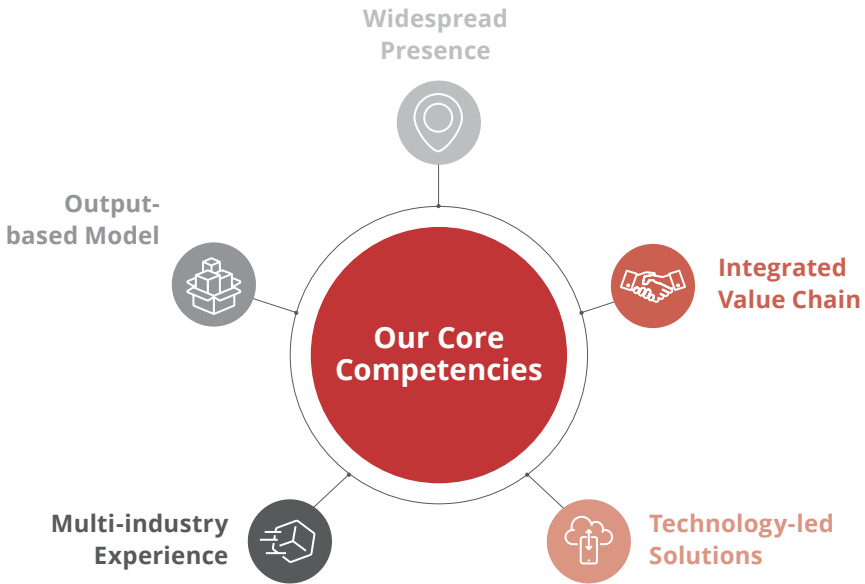 Widespread
Presence
Output-
based Model
Integrated
Value Chain
Our Core
Competencies
Multi-industry
Experience
Technology-led
Solutions